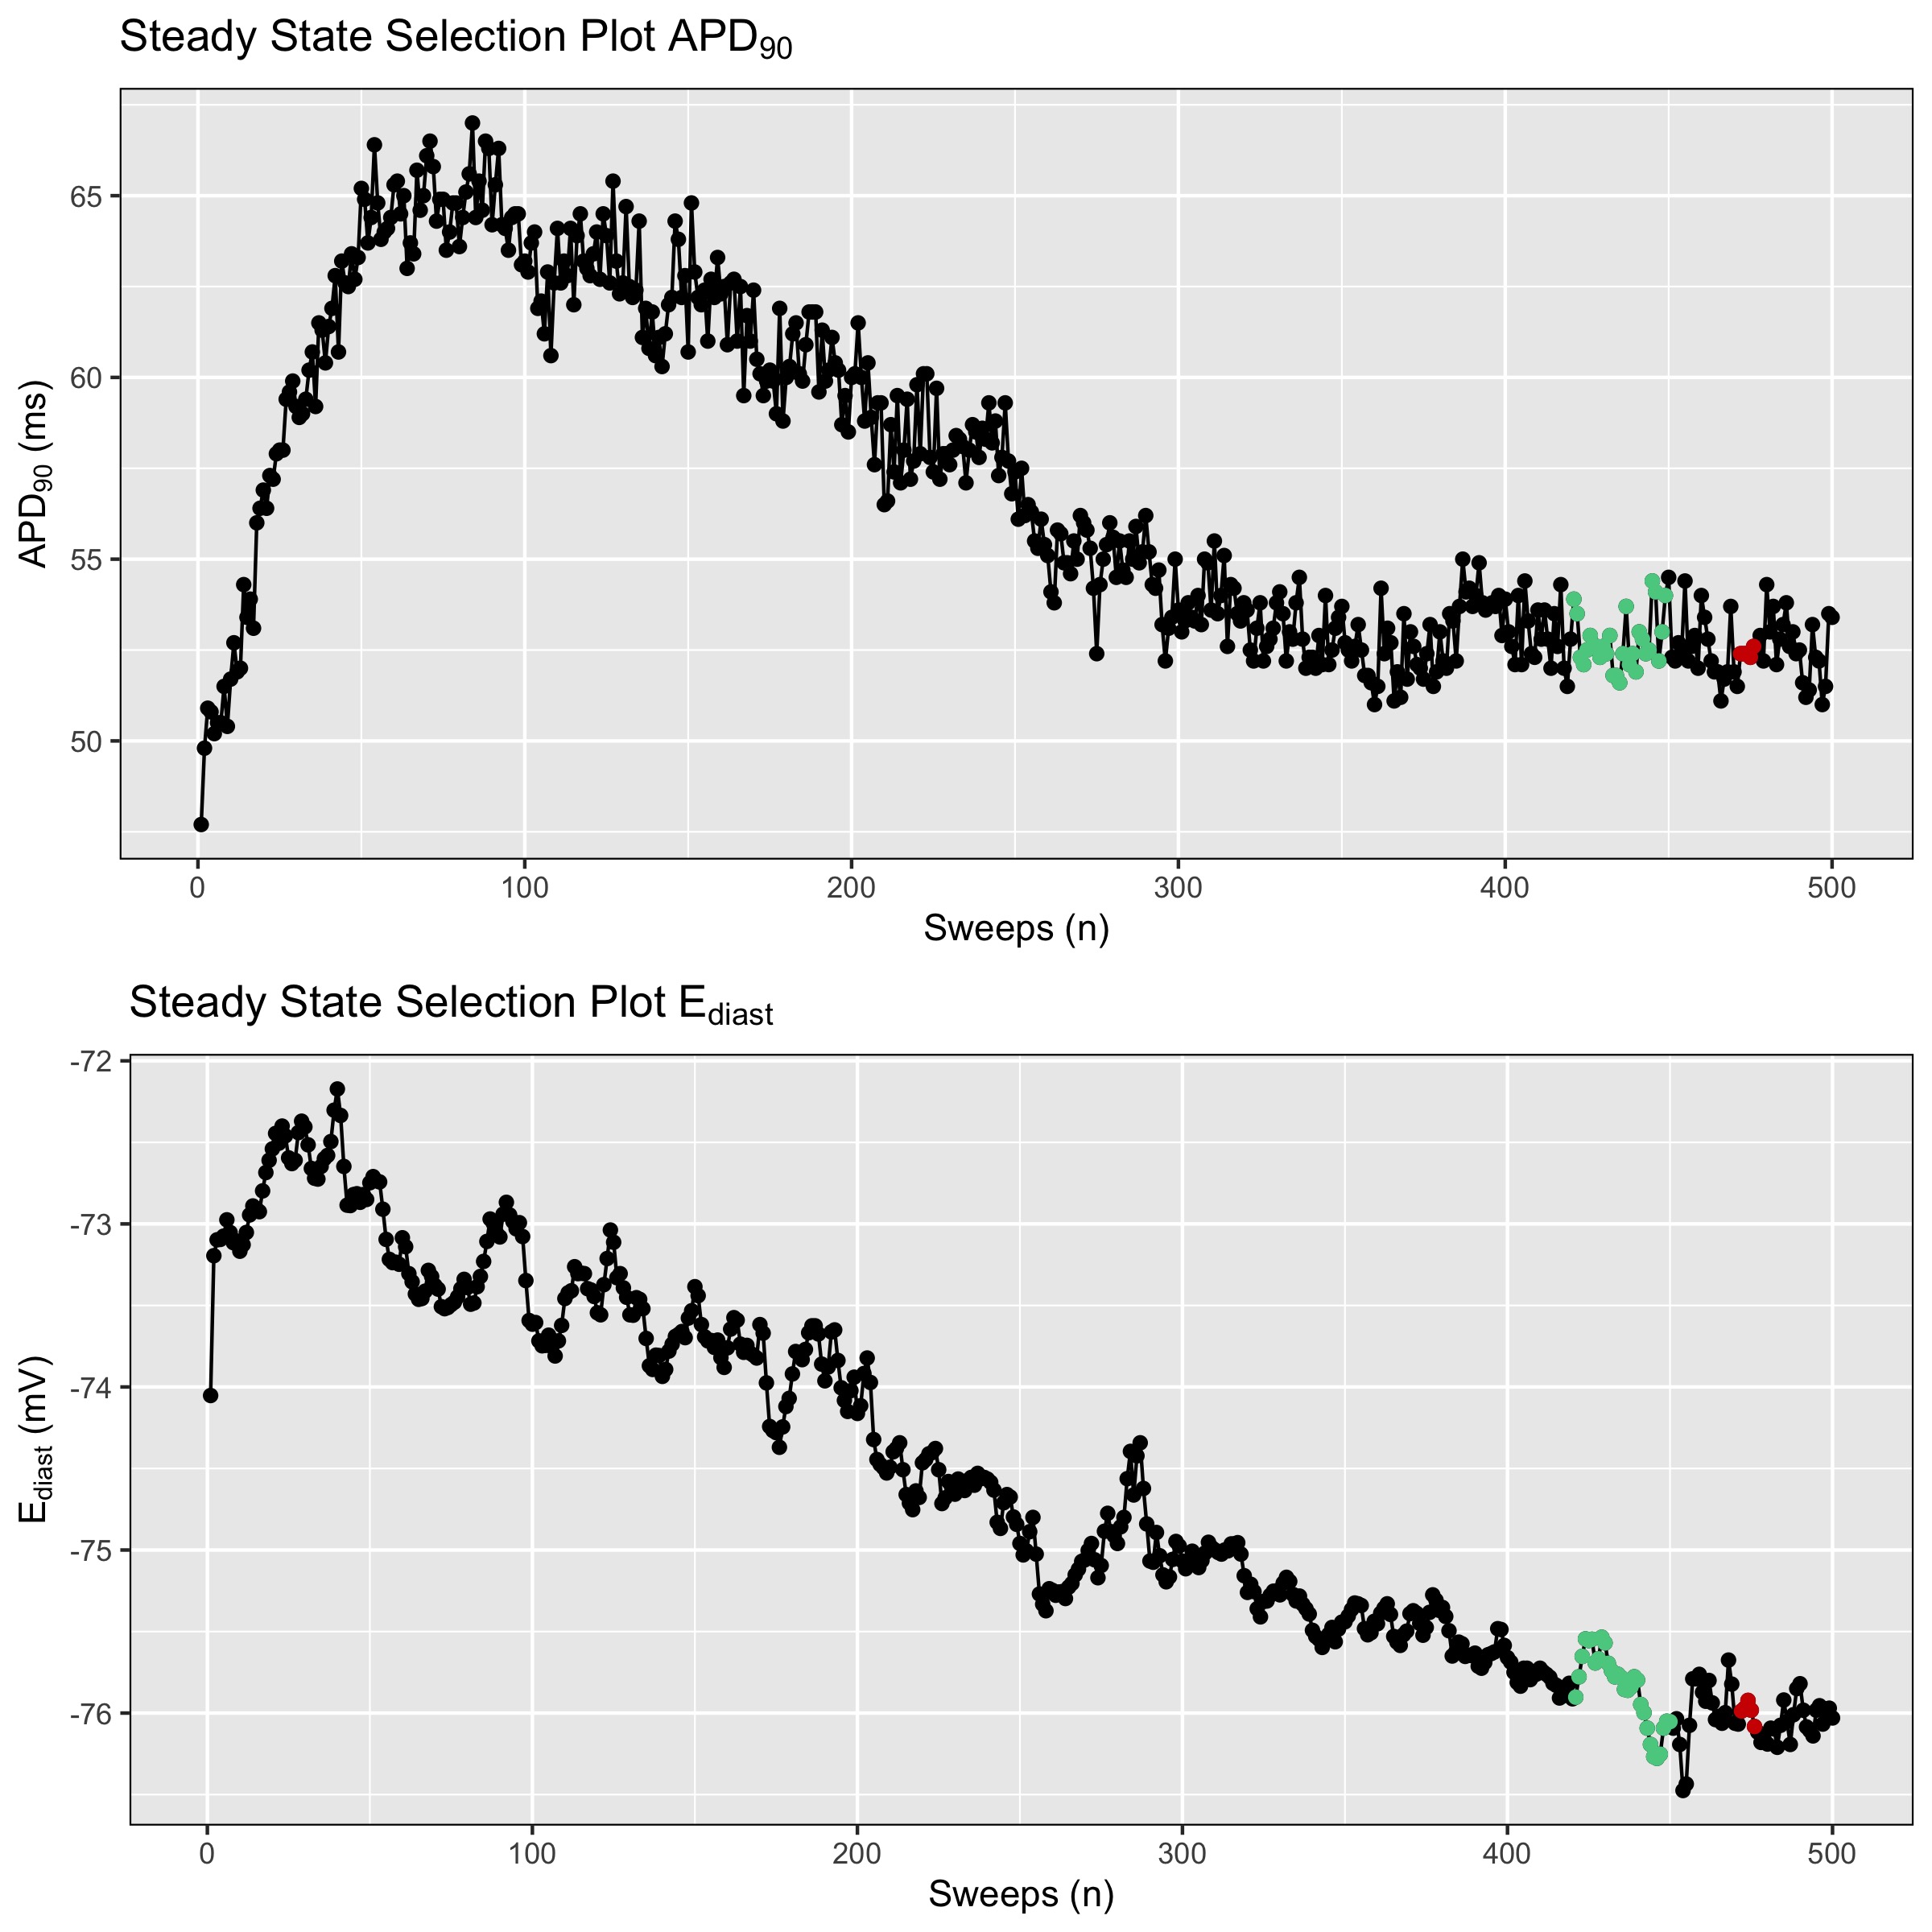 Steady State Selection Plot APD90
APD90 (ms)
65
60
55
50
0 100 200 300 400 500
Sweeps (n)
Steady State Selection Plot Ediast
Ediast (mV)
-72
-73
-74
-75
-76
0 100 200 300 400 500
Sweeps (n)